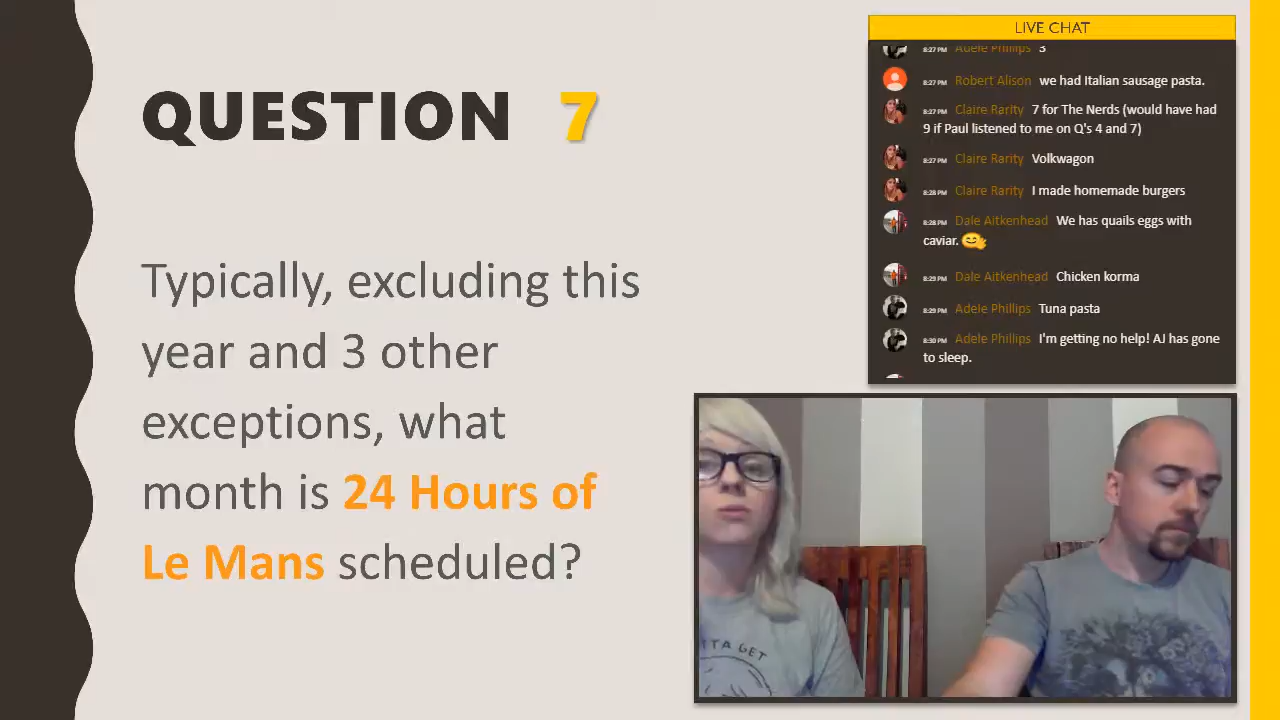 QUESTION 7
Typically, excluding this
year and 3 other
exceptions, what
month is 24 Hours of
Le Mans scheduled?
LIVE CHAT
8:27 PM Adele Phillips 3
8:27 PM Robert Alison we had Italian sausage pasta.
8:27 PM Claire Rarity 7 for The Nerds (would have had
9 if Paul listened to me on Q's 4 and 7)
8:27 PM Claire Rarity Volkwagon
8:28 PM Claire Rarity I made homemade burgers
8:28 PM Dale Aitkenhead We has quails eggs with
caviar.
8:29 PM Dale Aitkenhead Chicken korma
8:29 PM Adele Phillips Tuna pasta
8:30 PM Adele Phillips I'm getting no help! AJ has gone
to sleep.
GET